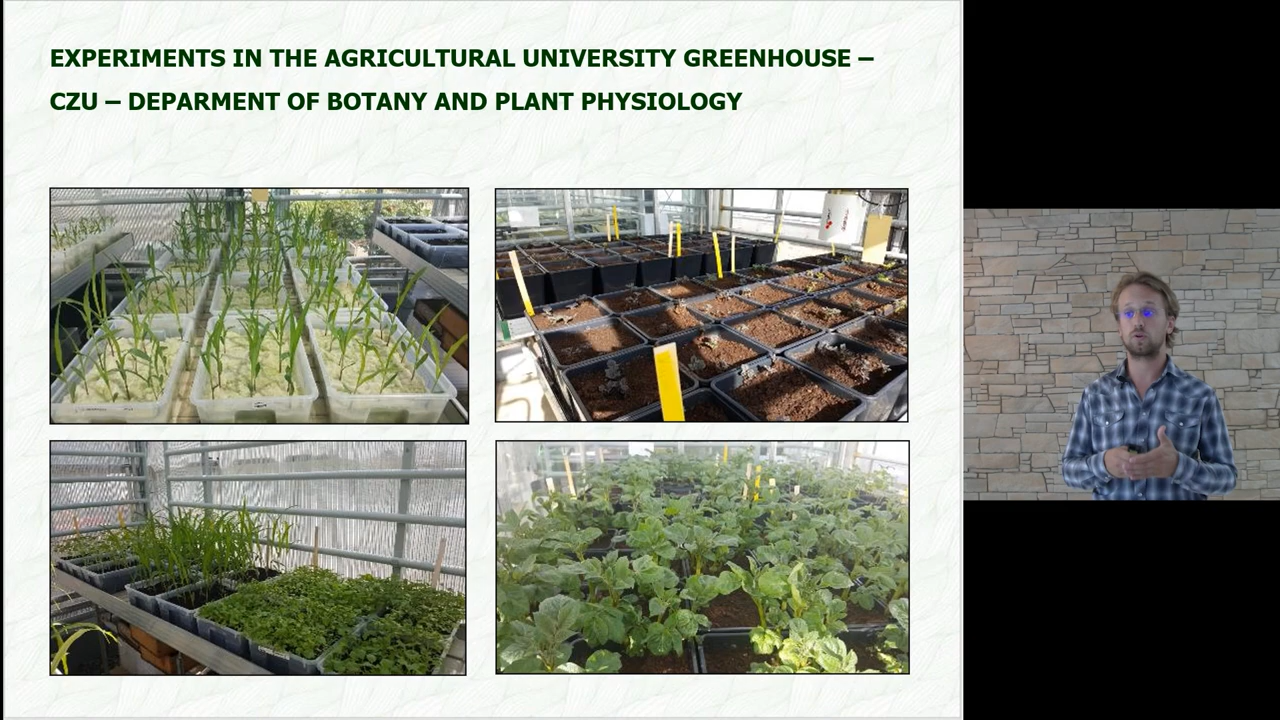 EXPERIMENTS IN THE AGRICULTURAL UNIVERSITY GREENHOUSE –
CZU – DEPARMENT OF BOTANY AND PLANT PHYSIOLOGY